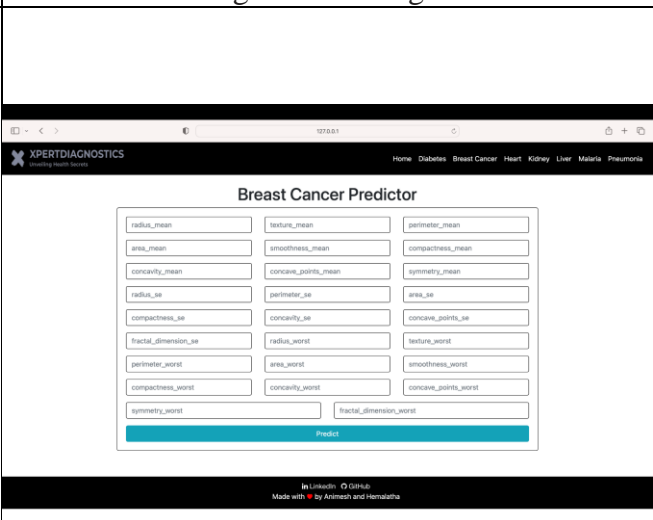 127.0.0.1
XPERTDIAGNOSTICS
Unveiling Health Secrets
Home Diabetes Breast Cancer Heart Kidney Liver Malaria Pneumonia
Breast Cancer Predictor
radius_mean texture_mean perimeter_mean
area_mean smoothness_mean compactness_mean
concavity_mean concave_points_mean symmetry_mean
radius_se perimeter_se area_se
compactness_se concavity_se concave_points_se
fractal_dimension_se radius_worst texture_worst
perimeter_worst area_worst smoothness_worst
compactness_worst concavity_worst concave_points_worst
symmetry_worst fractal_dimension_worst
Predict
in LinkedIn GitHub
Made with ❤ by Animesh and Hemalatha